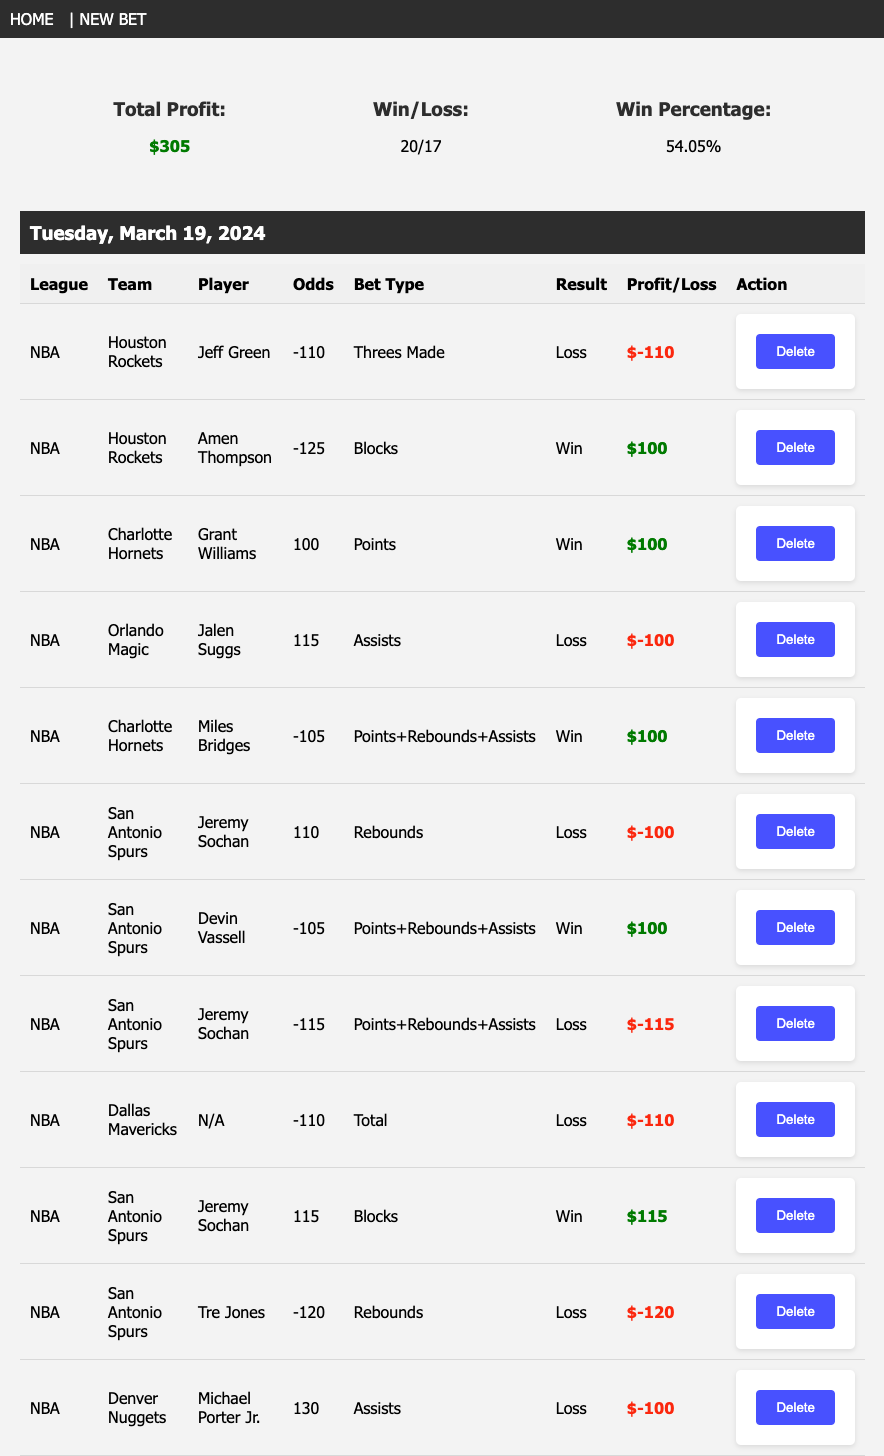 HOME | NEW BET
Total Profit: Win/Loss: Win Percentage:
$305 20/17 54.05%
Tuesday, March 19, 2024
League Team Player Odds Bet Type Result Profit/Loss Action
NBA Houston Rockets Jeff Green -110 Threes Made Loss $-110 Delete
NBA Houston Rockets Amen Thompson -125 Blocks Win $100 Delete
NBA Charlotte Hornets Grant Williams 100 Points Win $100 Delete
NBA Orlando Magic Jalen Suggs 115 Assists Loss $-100 Delete
NBA Charlotte Hornets Miles Bridges -105 Points+Rebounds+Assists Win $100 Delete
NBA San Antonio Spurs Jeremy Sochan 110 Rebounds Loss $-100 Delete
NBA San Antonio Spurs Devin Vassell -105 Points+Rebounds+Assists Win $100 Delete
NBA San Antonio Spurs Jeremy Sochan -115 Points+Rebounds+Assists Loss $-115 Delete
NBA Dallas Mavericks N/A -110 Total Loss $-110 Delete
NBA San Antonio Spurs Jeremy Sochan 115 Blocks Win $115 Delete
NBA San Antonio Spurs Tre Jones -120 Rebounds Loss $-120 Delete
NBA Denver Nuggets Michael Porter Jr. 130 Assists Loss $-100 Delete